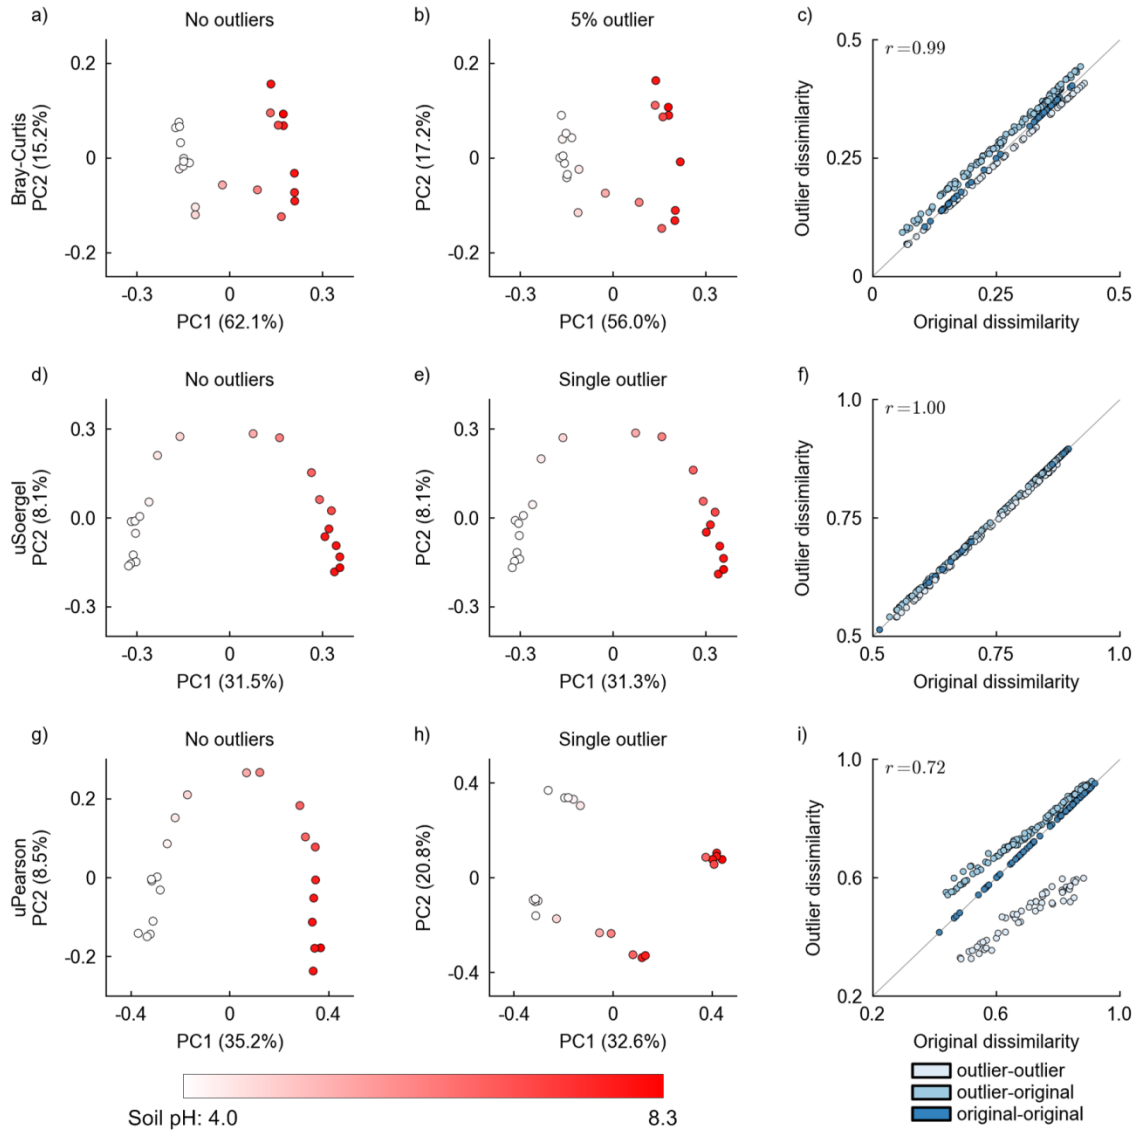 a) No outliers
b) 5% outlier
c)
Bray-Curtis
PC2 (15.2%)
0.2
0
-0.2
-0.3 0 0.3
PC1 (62.1%)
PC2 (17.2%)
0.2
0
-0.2
-0.3 0 0.3
PC1 (56.0%)
r=0.99
Outlier dissimilarity
0.5
0.25
0
0 0.25 0.5
Original dissimilarity
d) No outliers
e) Single outlier
f)
uSoergel
PC2 (8.1%)
0.3
0.0
-0.3
-0.3 0 0.3
PC1 (31.5%)
PC2 (8.1%)
0.3
0.0
-0.3
-0.3 0 0.3
PC1 (31.3%)
r=1.00
Outlier dissimilarity
1.0
0.75
0.5
0.5 0.75 1.0
Original dissimilarity
g) No outliers
h) Single outlier
i)
uPearson
PC2 (8.5%)
0.2
0
-0.2
-0.4 0 0.4
PC1 (35.2%)
PC2 (20.8%)
0.4
0
-0.4
-0.4 0 0.4
PC1 (32.6%)
r=0.72
Outlier dissimilarity
1.0
0.6
0.2
0.2 0.6 1.0
Original dissimilarity
outlier-outlier
outlier-original
original-original
Soil pH: 4.0 8.3